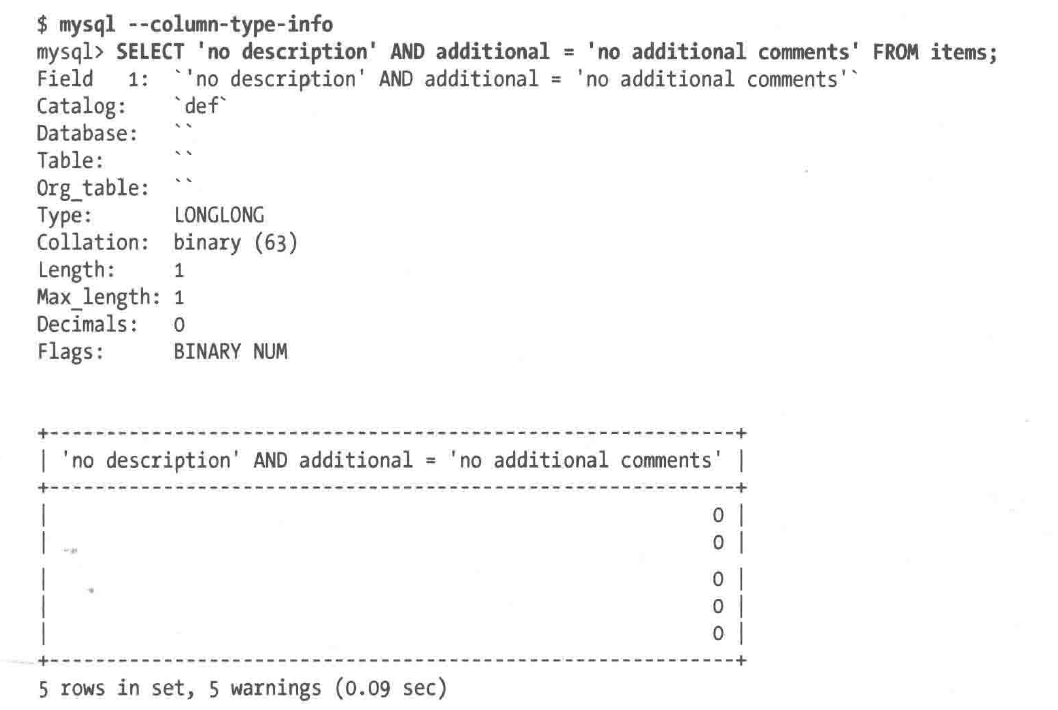 $ mysql --column-type-info
mysql> SELECT 'no description' AND additional = 'no additional comments' FROM items;
Field   1:  `'no description' AND additional = 'no additional comments'`
Catalog:    `def`
Database:   ``
Table:      ``
Org_table:  ``
Type:       LONGLONG
Collation:  binary (63)
Length:     1
Max_length: 1
Decimals:   0
Flags:      BINARY NUM
+-------------------------------------------------------------+
| 'no description' AND additional = 'no additional comments' |
+-------------------------------------------------------------+
| 0 |
| 0 |
| 0 |
| 0 |
| 0 |
+-------------------------------------------------------------+
5 rows in set, 5 warnings (0.09 sec)